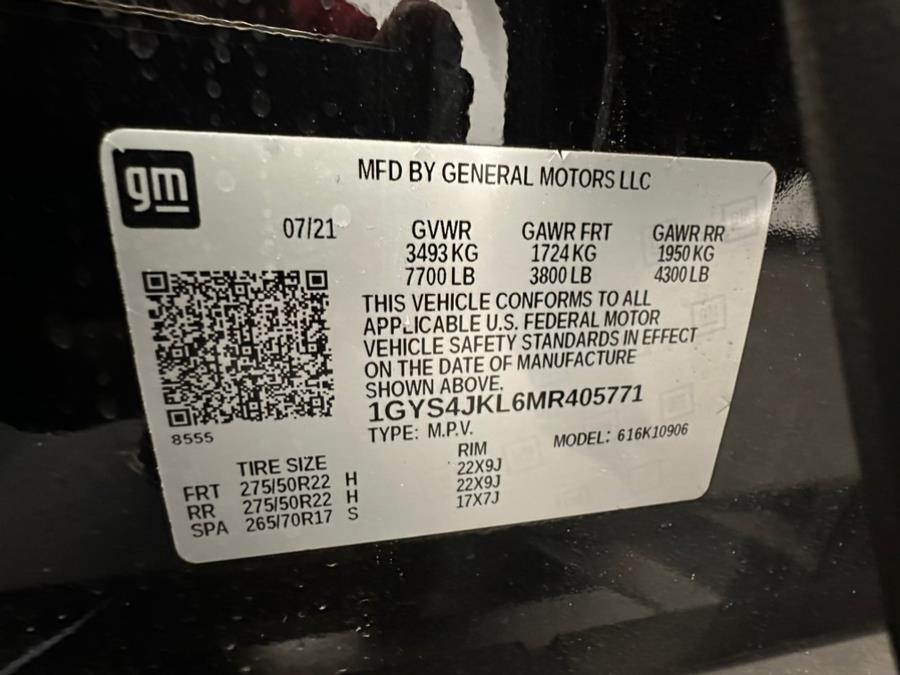 gm
MFD BY GENERAL MOTORS LLC
07/21 GVWR GAWR FRT GAWR RR
3493 KG 1724 KG 1950 KG
7700 LB 3800 LB 4300 LB
THIS VEHICLE CONFORMS TO ALL
APPLICABLE U.S. FEDERAL MOTOR
VEHICLE SAFETY STANDARDS IN EFFECT
ON THE DATE OF MANUFACTURE
SHOWN ABOVE.
1GYS4JKL6MR405771
8555
TYPE: M.P.V. MODEL: 616K10906
TIRE SIZE RIM
FRT 275/50R22 H 22X9J
RR 275/50R22 H 22X9J
SPA 265/70R17 S 17X7J